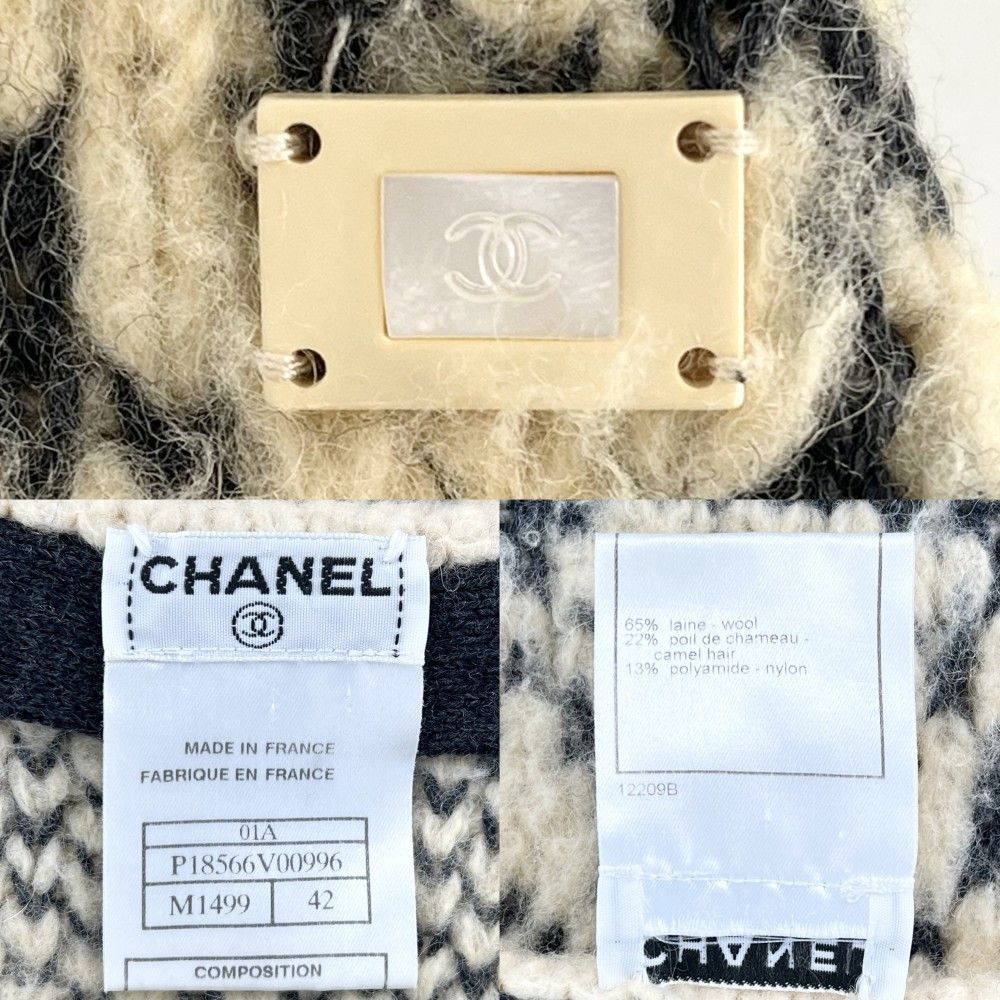 CHANEL
MADE IN FRANCE
FABRIQUE EN FRANCE
01A
P18566V00996
M1499 42
COMPOSITION
65% laine - wool
22% poil de chameau -
camel hair
13% polyamide - nylon
12209B
CHANEL